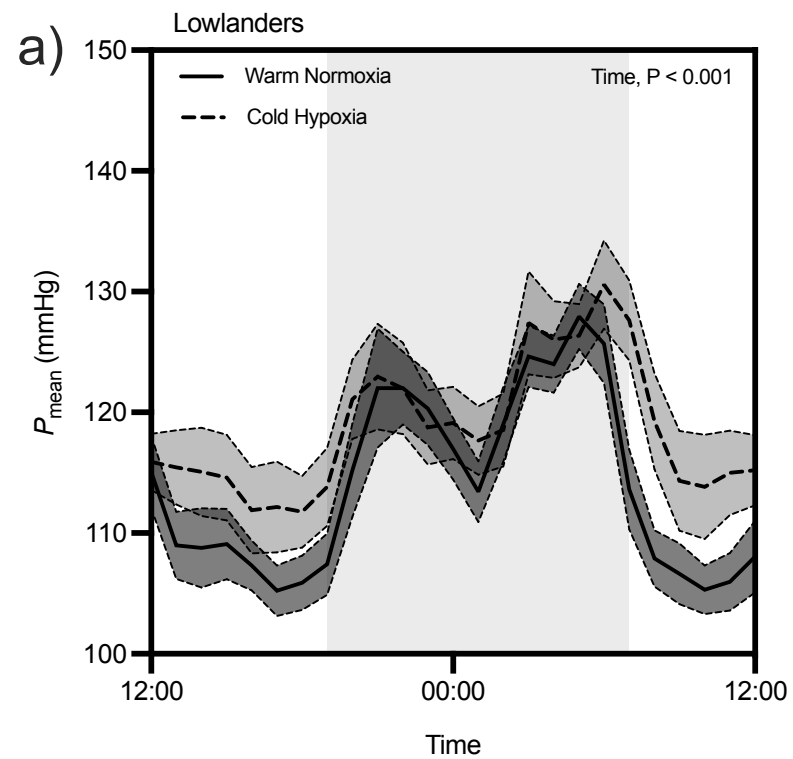 a)
Lowlanders
Warm Normoxia
Cold Hypoxia
Time, P < 0.001
150
140
130
120
110
100
Pmean (mmHg)
12:00
00:00
12:00
Time